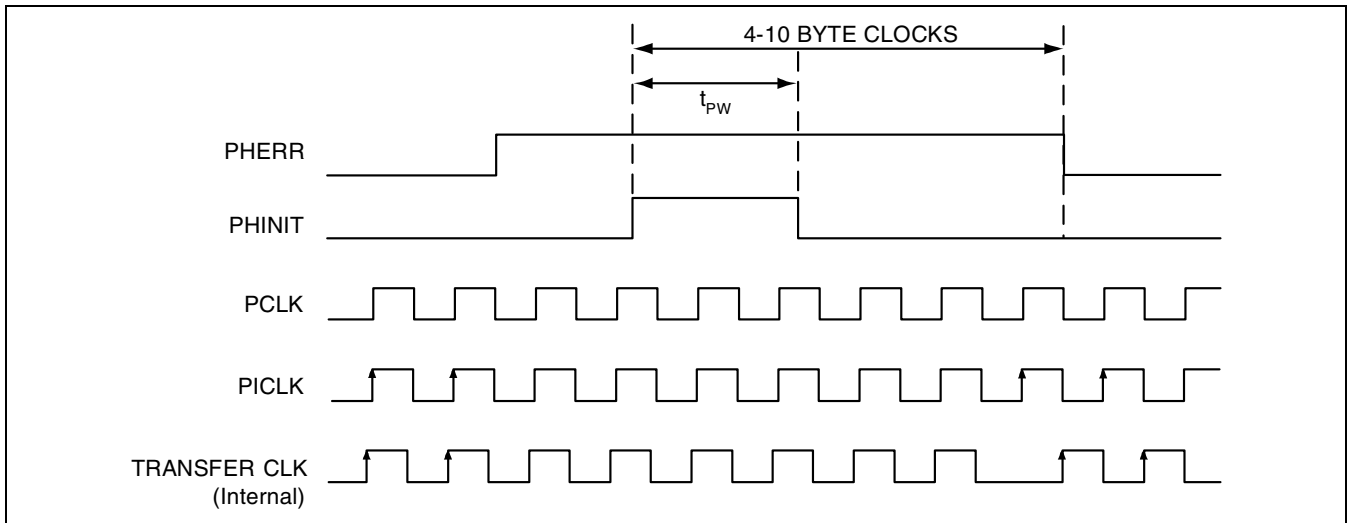 4-10 BYTE CLOCKS
tPW
PHERR
PHINIT
PCLK
PICLK
TRANSFER CLK
(Internal)